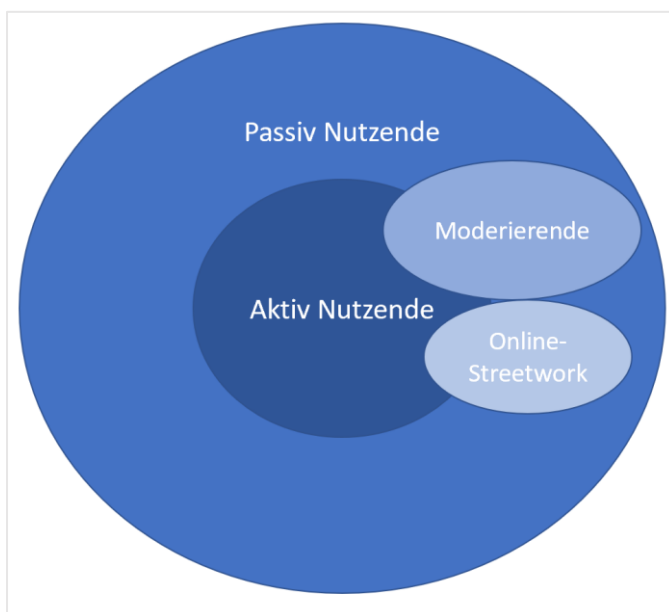 Passiv Nutzende
Moderierende
Aktiv Nutzende
Online-
Streetwork